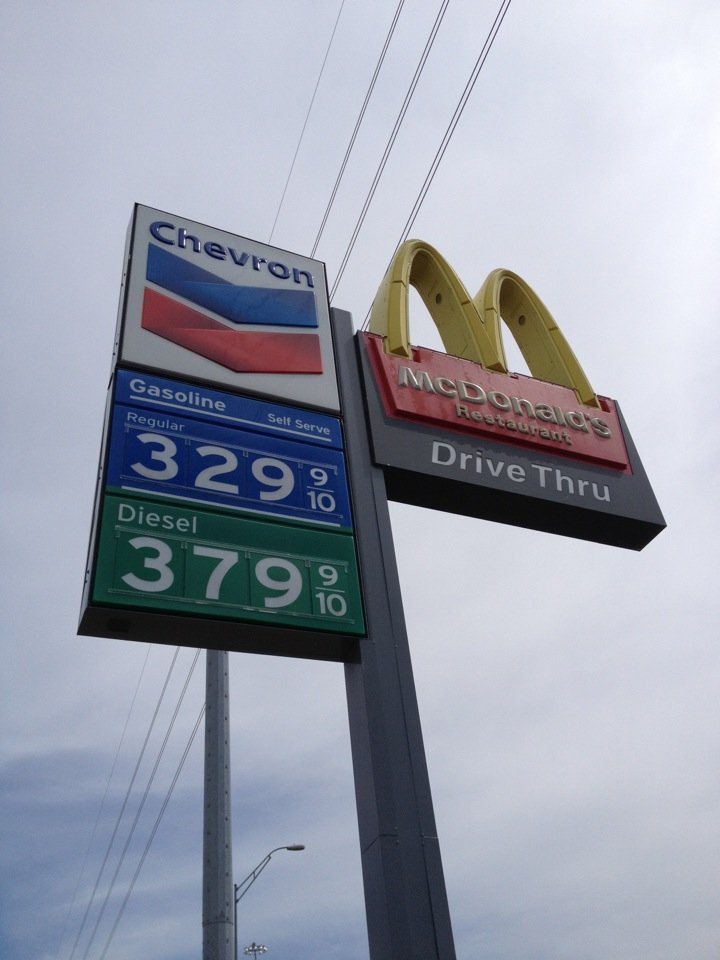 Chevron
Gasoline
Self Serve
Regular
329 9/10
Diesel
379 9/10
McDonald's
Restaurant
Drive Thru